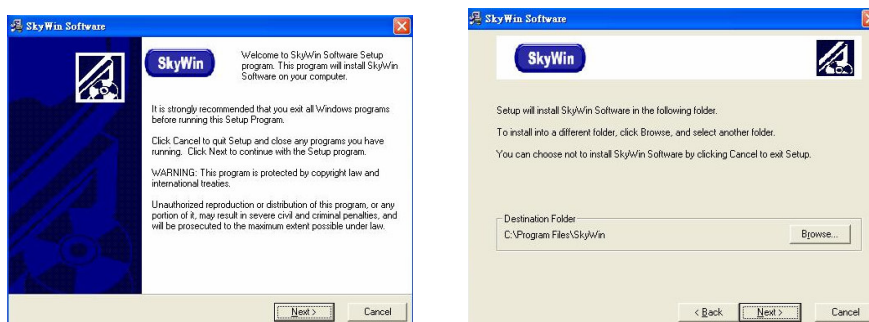 SkyWin Software
SkyWin
Welcome to SkyWin Software Setup
program. This program will install SkyWin
Software on your computer.
It is strongly recommended that you exit all Windows programs
before running this Setup Program.
Click Cancel to quit Setup and close any programs you have
running. Click Next to continue with the Setup program.
WARNING: This program is protected by copyright law and
international treaties.
Unauthorized reproduction or distribution of this program, or any
portion of it, may result in severe civil and criminal penalties, and
will be prosecuted to the maximum extent possible under law.
Next >
Cancel
SkyWin Software
SkyWin
Setup will install SkyWin Software in the following folder.
To install into a different folder, click Browse, and select another folder.
You can choose not to install SkyWin Software by clicking Cancel to exit Setup.
Destination Folder
C:\Program Files\SkyWin
Browse...
< Back
Next >
Cancel